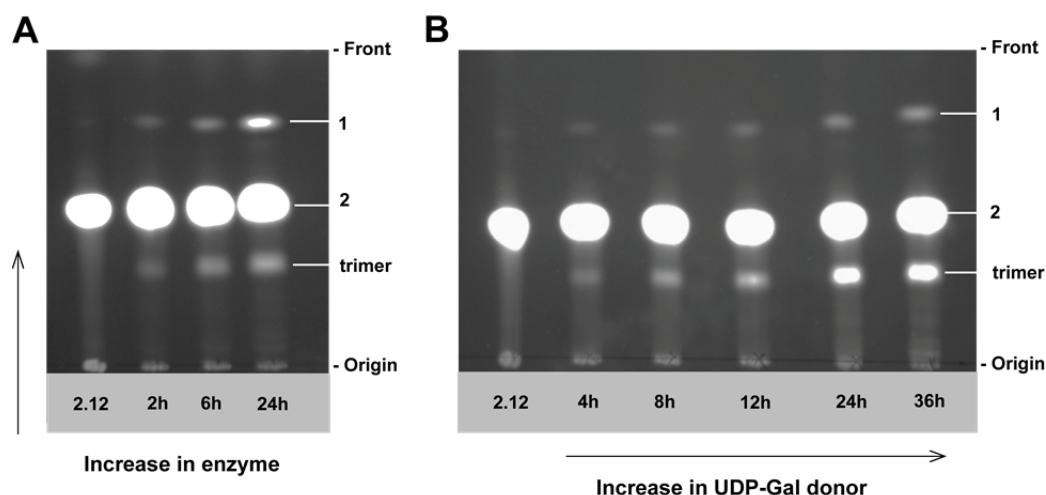 A
- Front
1
2
trimer
- Origin
2.12 2h 6h 24h
Increase in enzyme
B
- Front
1
2
trimer
- Origin
2.12 4h 8h 12h 24h 36h
Increase in UDP-Gal donor